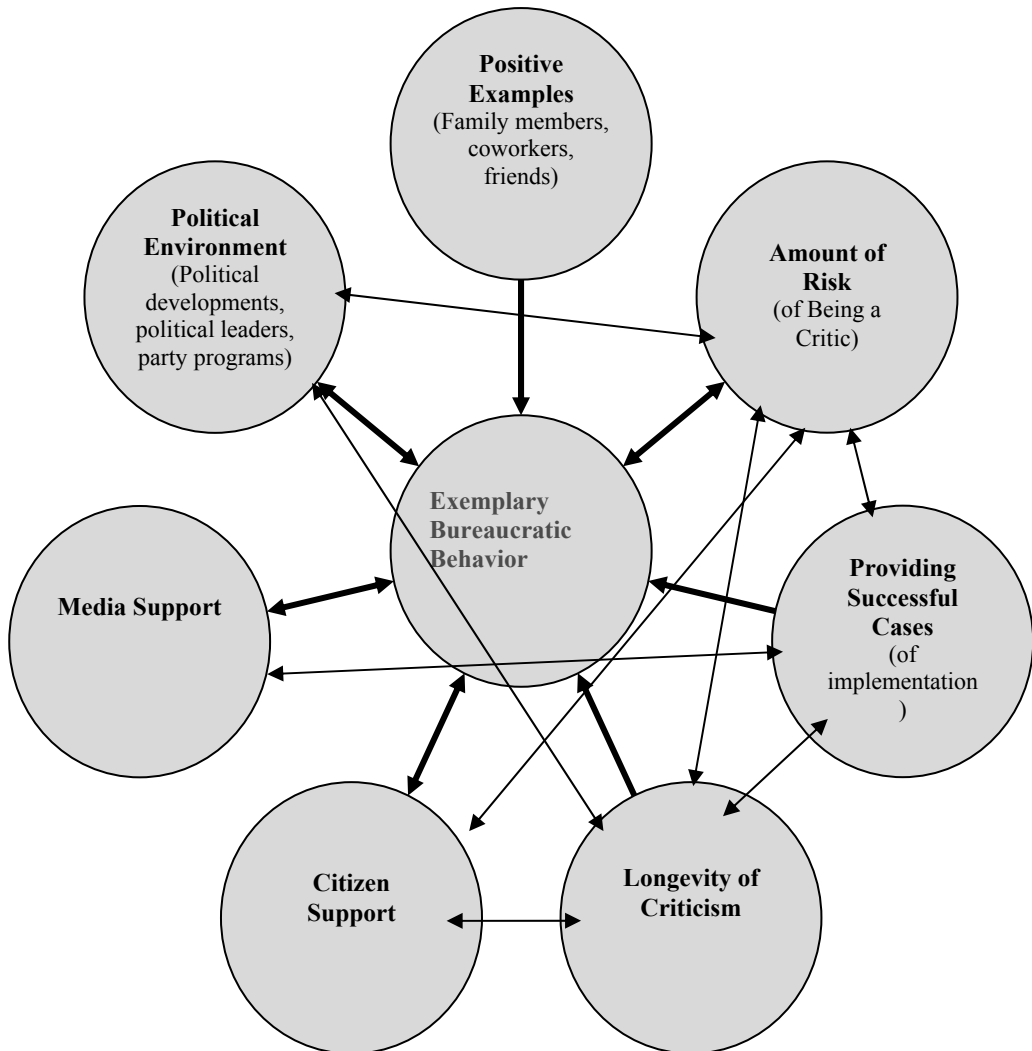 Positive
Examples
(Family members,
coworkers,
friends)
Political
Environment
(Political
developments,
political leaders,
party programs)
Amount of
Risk
(of Being a
Critic)
Exemplary
Bureaucratic
Behavior
Media Support
Providing
Successful
Cases
(of
implementation
)
Citizen
Support
Longevity of
Criticism